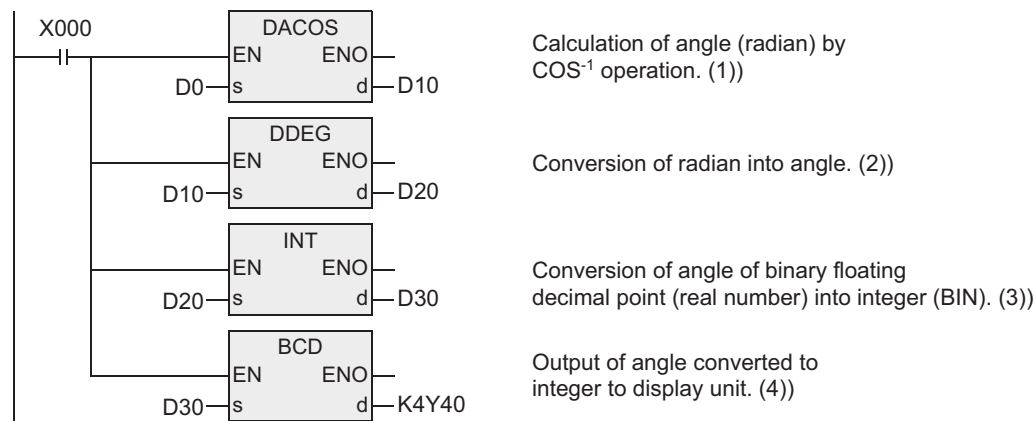 X000
DACOS
EN ENO
D0 s d D10
Calculation of angle (radian) by
COS-1 operation. (1))
DDEG
EN ENO
D10 s d D20
Conversion of radian into angle. (2))
INT
EN ENO
D20 s d D30
Conversion of angle of binary floating
decimal point (real number) into integer (BIN). (3))
BCD
EN ENO
D30 s d K4Y40
Output of angle converted to
integer to display unit. (4))